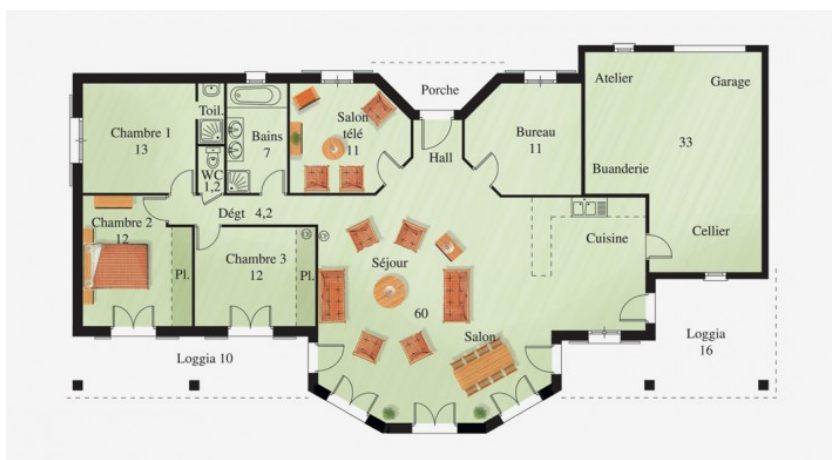 Porche
Atelier
Garage
Toil.
Chambre 1
13
Bains
7
Salon
télé
11
Hall
Bureau
11
33
WC
1,2
Buanderie
Dégt 4,2
Chambre 2
12
Pl.
Chambre 3
12
Pl.
Séjour
60
Salon
Cuisine
Cellier
Loggia 10
Loggia
16